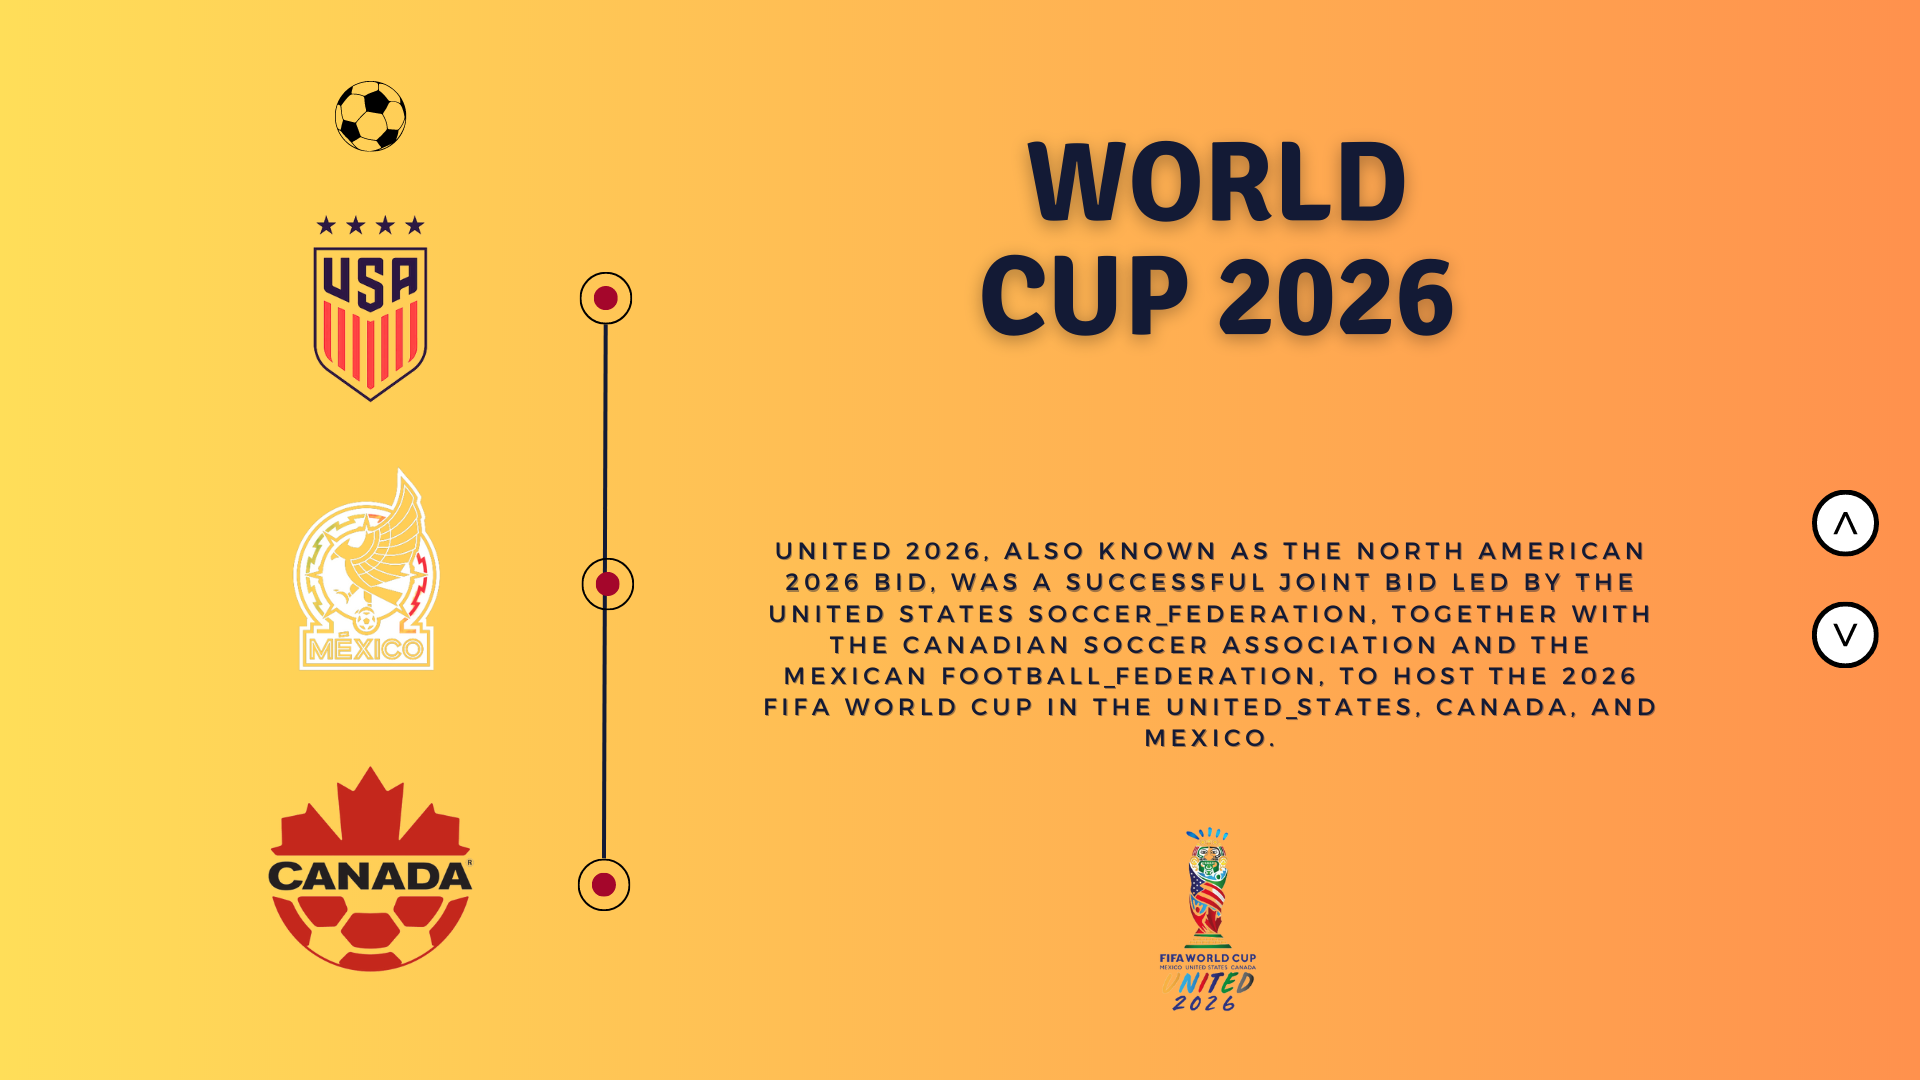 USA
MÉXICO
CANADA
®
WORLD
CUP 2026
UNITED 2026, ALSO KNOWN AS THE NORTH AMERICAN
2026 BID, WAS A SUCCESSFUL JOINT BID LED BY THE
UNITED STATES SOCCER_FEDERATION, TOGETHER WITH
THE CANADIAN SOCCER ASSOCIATION AND THE
MEXICAN FOOTBALL_FEDERATION, TO HOST THE 2026
FIFA WORLD CUP IN THE UNITED_STATES, CANADA, AND
MEXICO.
FIFA WORLD CUP
MEXICO UNITED STATES CANADA
UNITED
2026